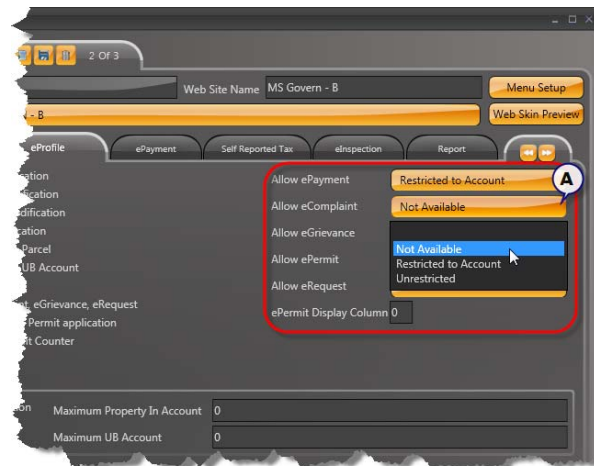 2 Of 3
Web Site Name MS Govern - B Menu Setup
- B Web Skin Preview
eProfile ePayment Self Reported Tax eInspection Report
Allow ePayment Restricted to Account A
Allow eComplaint Not Available
Allow eGrievance
Not Available
Allow ePermit Restricted to Account
Unrestricted
Allow eRequest
ePermit Display Column 0
Parcel
UB Account
eGrievance, eRequest
Permit application
Counter
Maximum Property In Account 0
Maximum UB Account 0